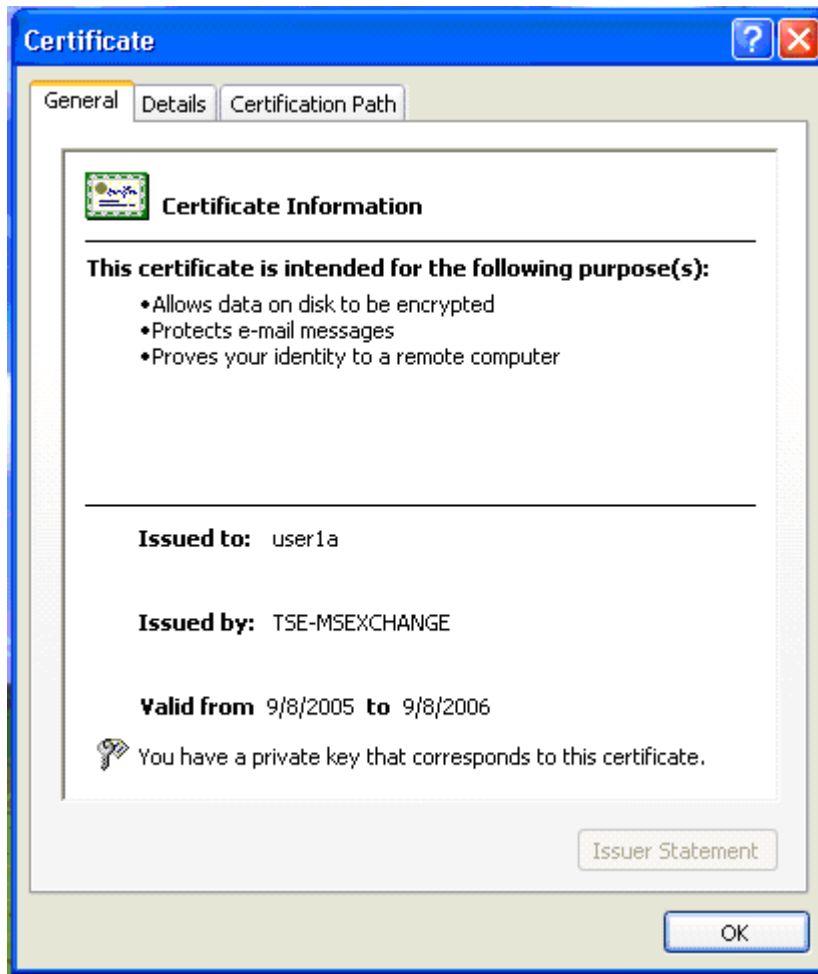 Certificate
General Details Certification Path
Certificate Information
This certificate is intended for the following purpose(s):
•Allows data on disk to be encrypted
•Protects e-mail messages
•Proves your identity to a remote computer
Issued to: user1a
Issued by: TSE-MSEXCHANGE
Valid from 9/8/2005 to 9/8/2006
You have a private key that corresponds to this certificate.
Issuer Statement
OK